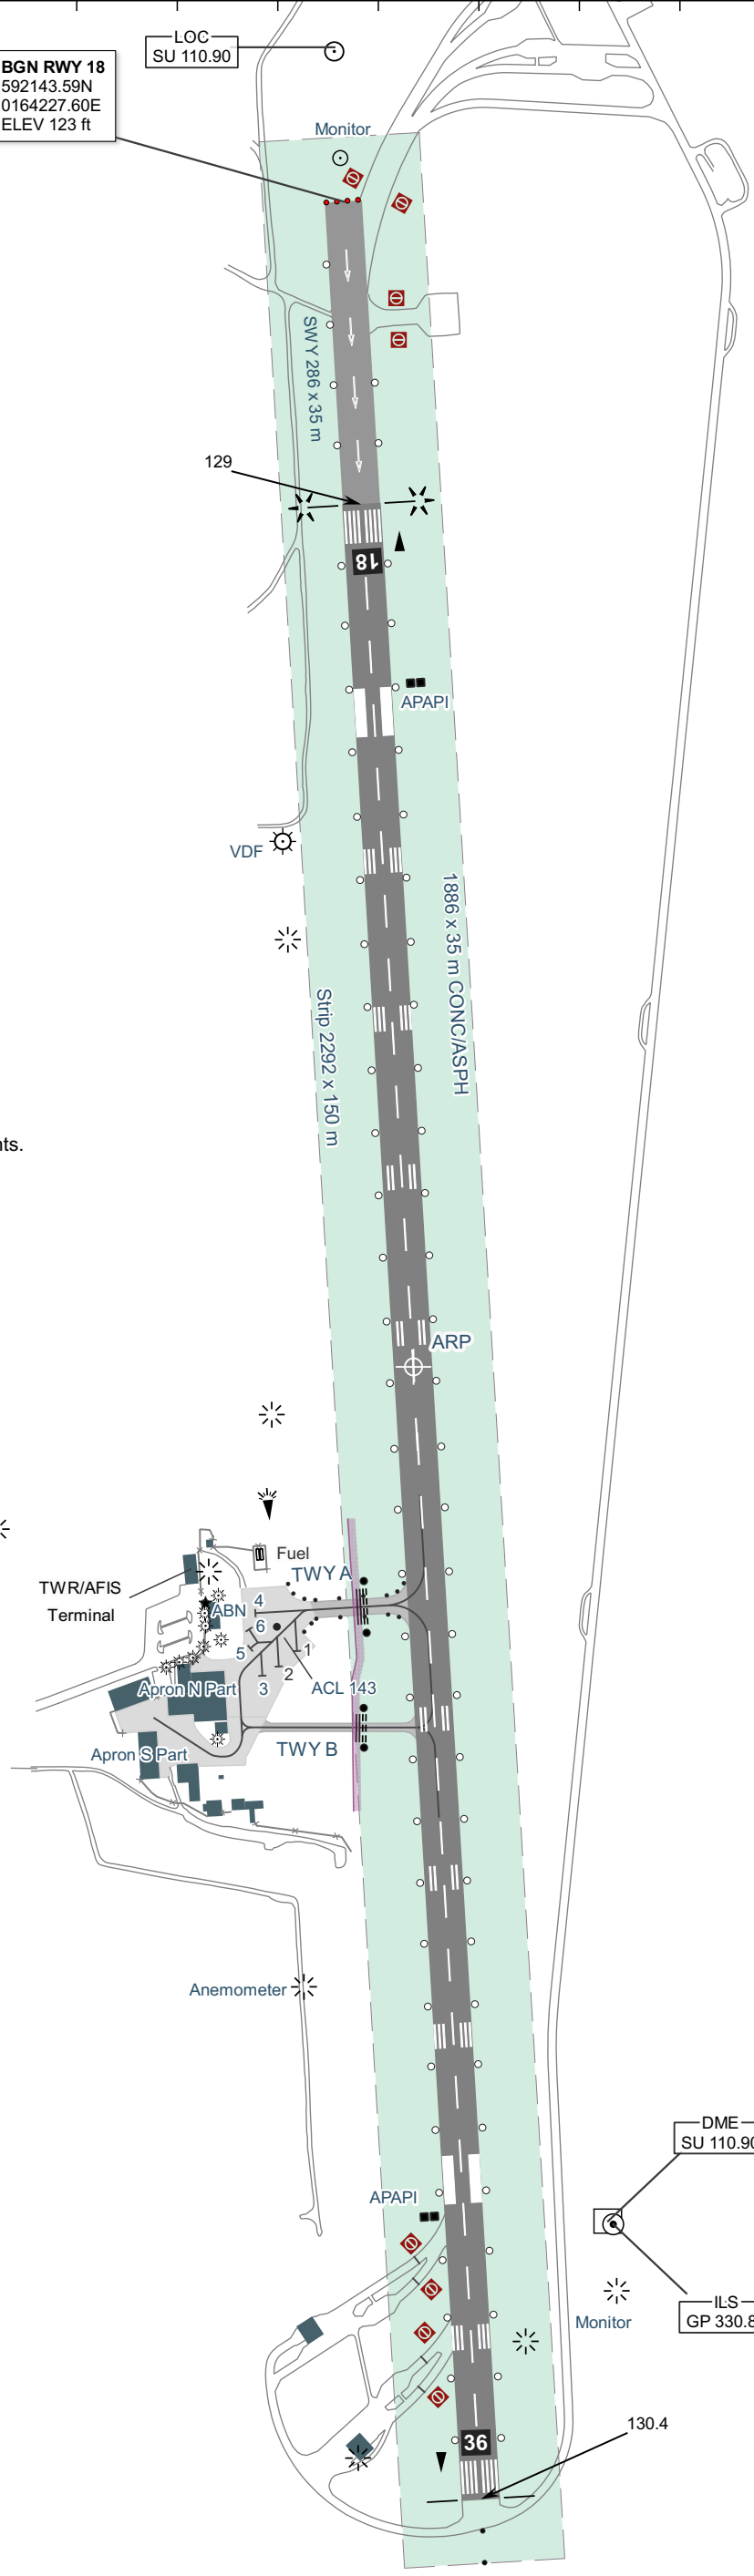 LOC
SU 110.90
BGN RWY 18
592143.59N
0164227.60E
ELEV 123 ft
Monitor
SWY 286 x 35 m
129
18
APAPI
VDF
1886 x 35 m CONC/ASPH
Strip 2292 x 150 m
nts.
ARP
Fuel
TWY A
TWR/AFIS
Terminal
ABN
4
6
5
1
2
3
ACL 143
Apron N Part
Apron S Part
TWY B
Anemometer
DME
SU 110.90
APAPI
ILS
GP 330.8
Monitor
130.4
36